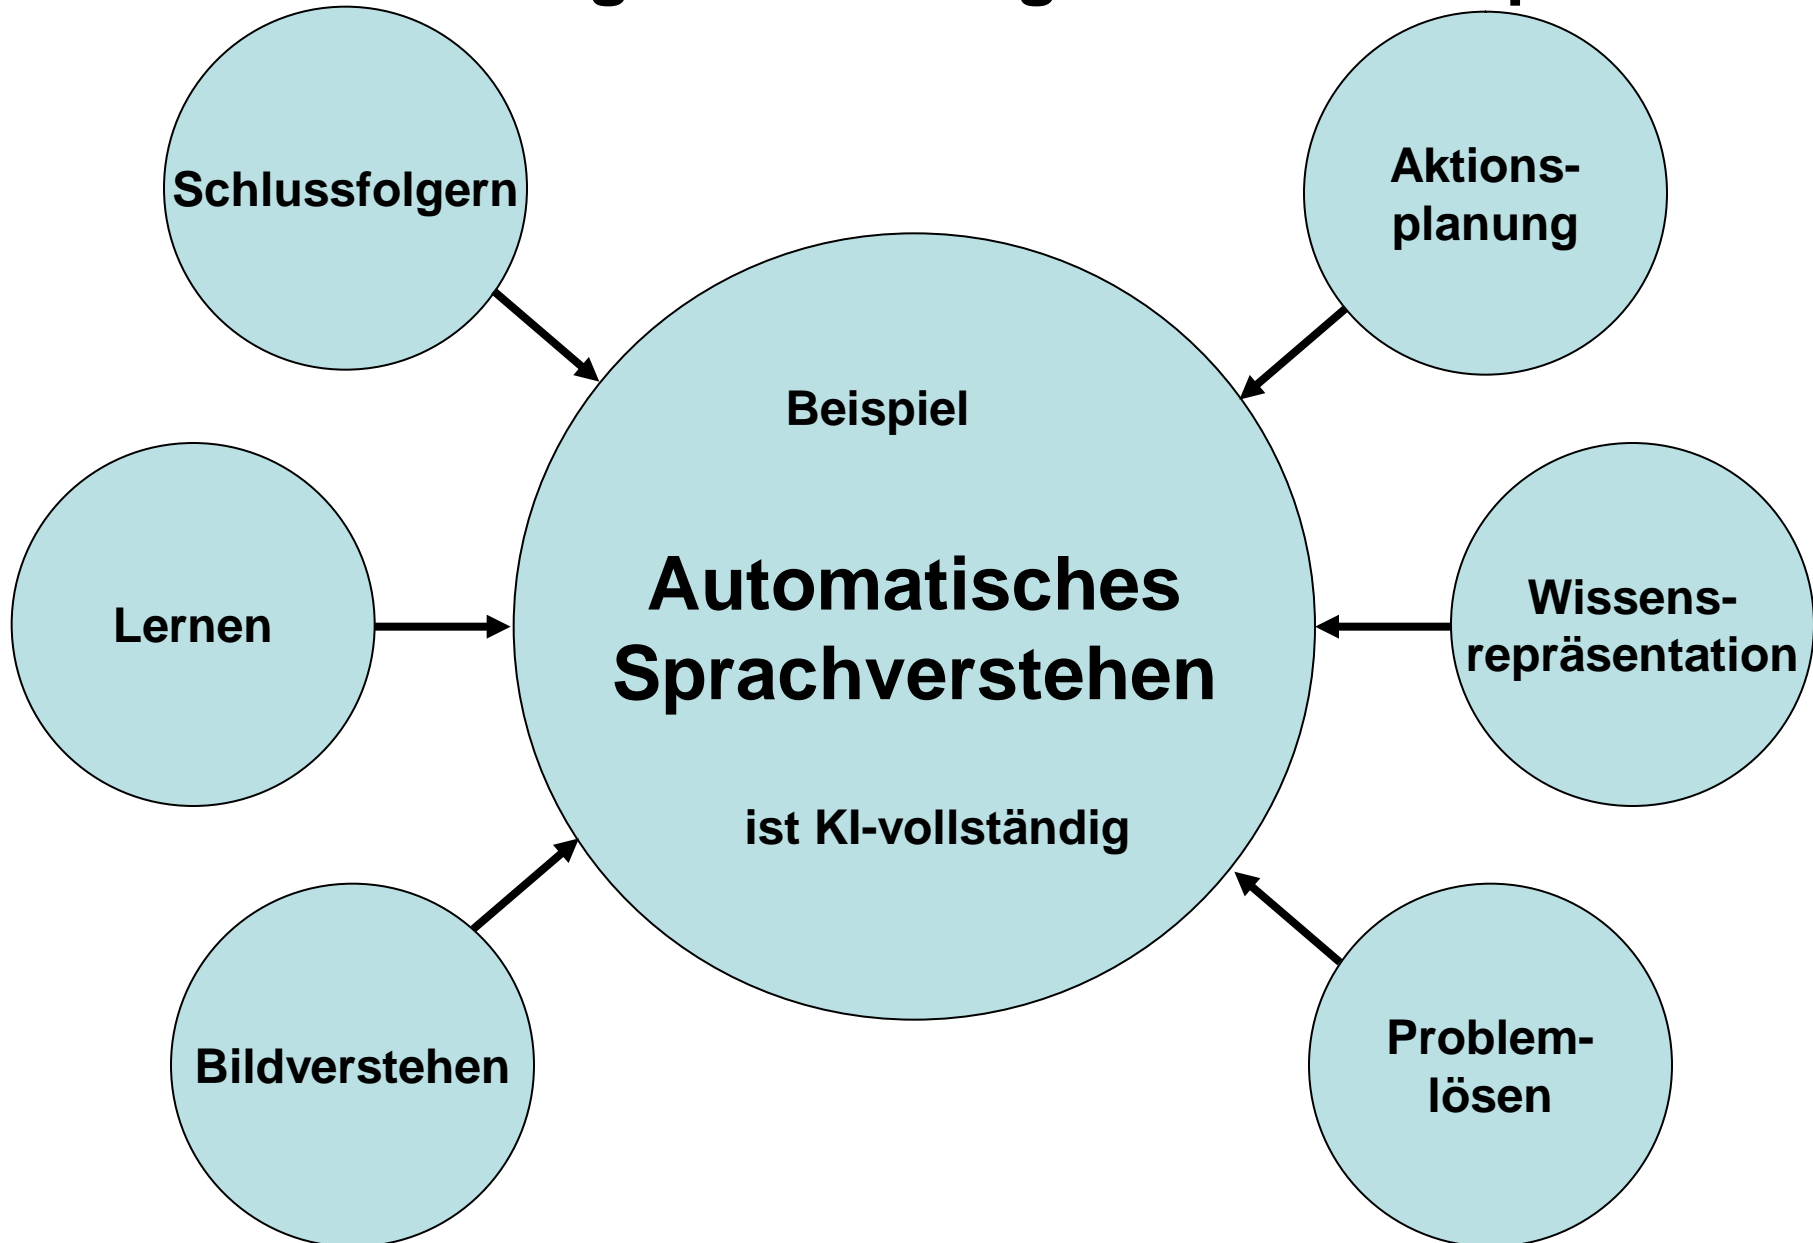 Schlussfolgern
Aktions-
planung
Beispiel
Automatisches
Sprachverstehen
ist KI-vollständig
Lernen
Wissens-
repräsentation
Bildverstehen
Problem-
lösen